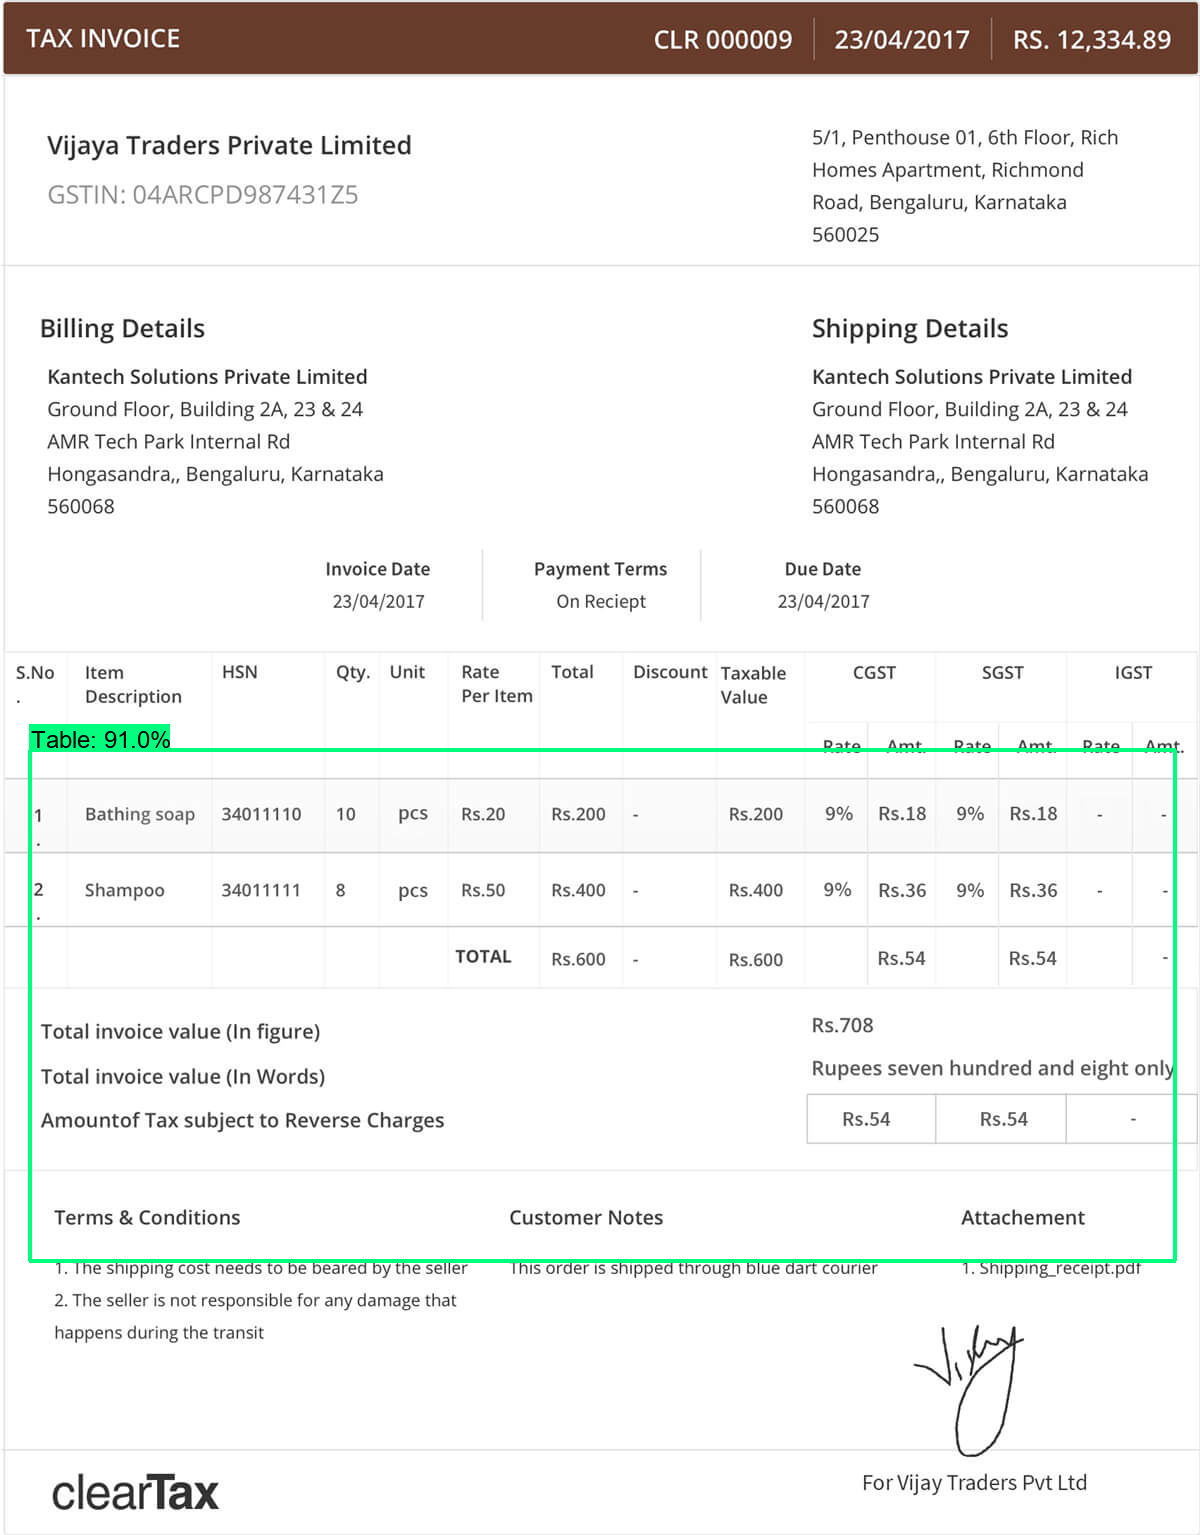 TAX INVOICE
CLR 000009
23/04/2017
RS. 12,334.89
Vijaya Traders Private Limited
GSTIN: 04ARCPD987431Z5
5/1, Penthouse 01, 6th Floor, Rich
Homes Apartment, Richmond
Road, Bengaluru, Karnataka
560025
Billing Details
Kantech Solutions Private Limited
Ground Floor, Building 2A, 23 & 24
AMR Tech Park Internal Rd
Hongasandra,, Bengaluru, Karnataka
560068
Shipping Details
Kantech Solutions Private Limited
Ground Floor, Building 2A, 23 & 24
AMR Tech Park Internal Rd
Hongasandra,, Bengaluru, Karnataka
560068
Invoice Date
23/04/2017
Payment Terms
On Reciept
Due Date
23/04/2017
S.No. Item Description HSN Qty. Unit Rate Per Item Total Discount Taxable Value CGST SGST IGST
Table: 91.0%
Rate Amt. Rate Amt. Rate Amt.
1. Bathing soap 34011110 10 pcs Rs.20 Rs.200 - Rs.200 9% Rs.18 9% Rs.18 - -
2. Shampoo 34011111 8 pcs Rs.50 Rs.400 - Rs.400 9% Rs.36 9% Rs.36 - -
TOTAL Rs.600 - Rs.600 Rs.54 Rs.54 -
Total invoice value (In figure) Rs.708
Total invoice value (In Words) Rupees seven hundred and eight only
Amountof Tax subject to Reverse Charges Rs.54 Rs.54 -
Terms & Conditions
1. The shipping cost needs to be beared by the seller
2. The seller is not responsible for any damage that
happens during the transit
Customer Notes
This order is shipped through blue dart courier
Attachement
1. Shipping_receipt.pdf
Vijay
For Vijay Traders Pvt Ltd
clearTax